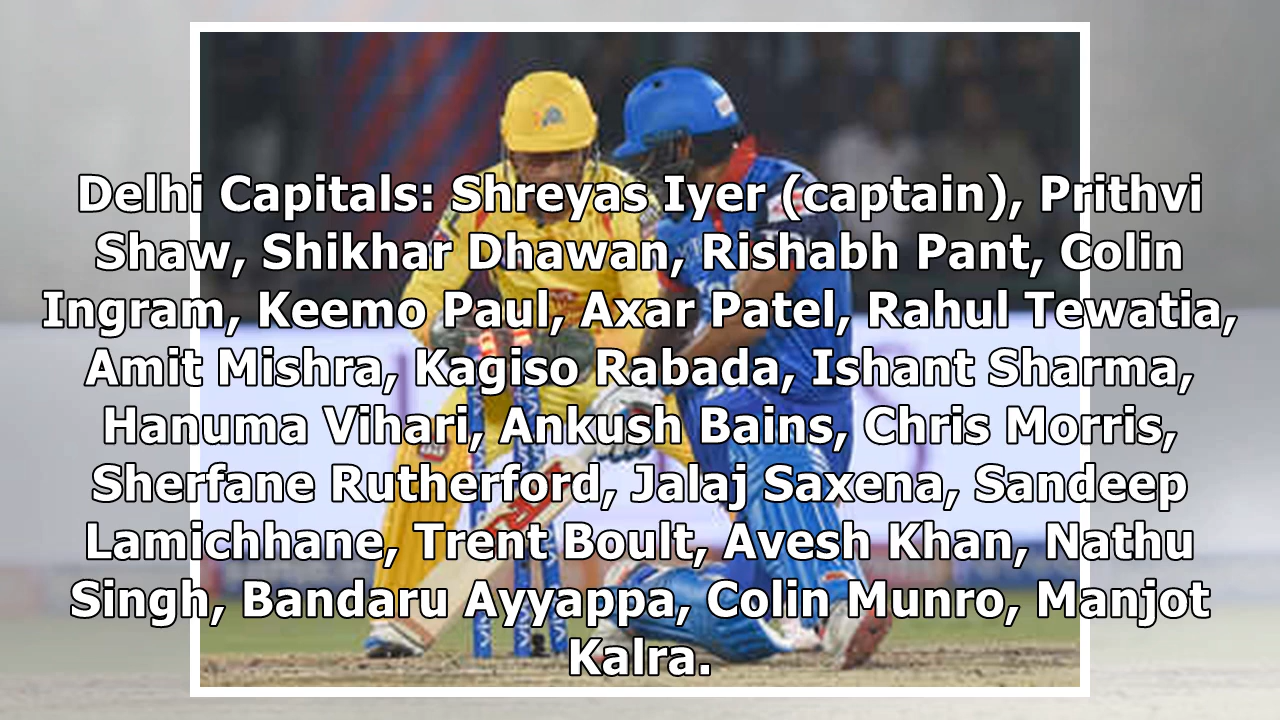 Delhi Capitals: Shreyas Iyer (captain), Prithvi
Shaw, Shikhar Dhawan, Rishabh Pant, Colin
Ingram, Keemo Paul, Axar Patel, Rahul Tewatia,
Amit Mishra, Kagiso Rabada, Ishant Sharma,
Hanuma Vihari, Ankush Bains, Chris Morris,
Sherfane Rutherford, Jalaj Saxena, Sandeep
Lamichhane, Trent Boult, Avesh Khan, Nathu
Singh, Bandaru Ayyappa, Colin Munro, Manjot
Kalra.